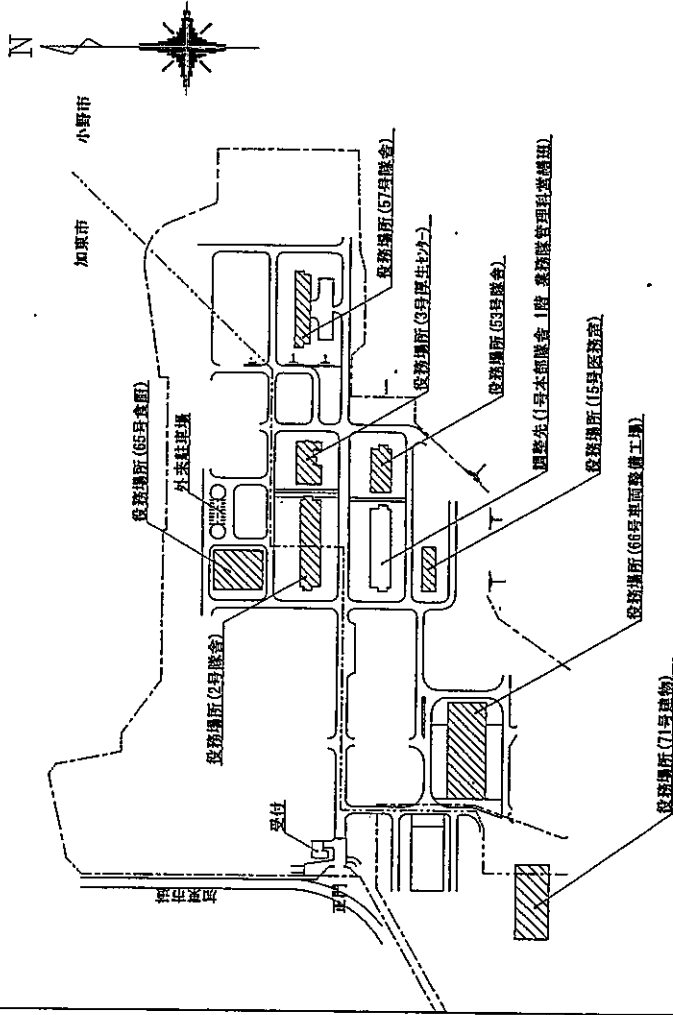 N
小野市
加東市
役務場所(65号食厨)
外来駐車場
役務場所(57号隊舎)
役務場所(3号厚生センター)
役務場所(2号隊舎)
役務場所(53号隊舎)
調整先(1号本部隊舎 1階 業務隊管理科営繕班)
役務場所(15号医務室)
役務場所(66号車両整備工場)
役務場所(71号建物)
受付
正門